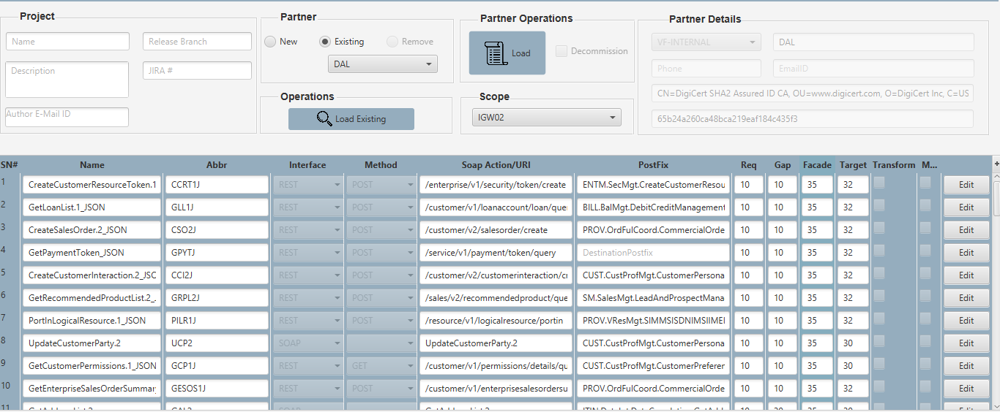 Project
Partner
Partner Operations
Partner Details
Name
Release Branch
New
Existing
Remove
Load
Decommission
VF-INTERNAL
DAL
Description
JIRA #
DAL
Phone
EmailID
Operations
Scope
CN=DigiCert SHA2 Assured ID CA, OU=www.digicert.com, O=DigiCert Inc, C=US
Author E-Mail ID
Load Existing
IGW02
65b24a260ca48bca219eaf184c435f3
SN# Name Abbr Interface Method Soap Action/URI PostFix Req Gap Facade Target Transform M... +
1 CreateCustomerResourceToken.1 CCRT1J REST POST /enterprise/v1/security/token/create ENTM.SecMgt.CreateCustomerResou 10 10 35 32 Edit
2 GetLoanList.1_JSON GLL1J REST POST /customer/v1/loanaccount/loan/que BILL.BalMgt.DebitCreditManagement 10 10 35 32 Edit
3 CreateSalesOrder.2_JSON CSO2J REST POST /customer/v2/salesorder/create PROV.OrdFulCoord.CommercialOrde 10 10 35 32 Edit
4 GetPaymentToken_JSON GPYTJ REST POST /service/v1/payment/token/query DestinationPostfix 10 10 35 32 Edit
5 CreateCustomerInteraction.2_JSC CCI2J REST POST /customer/v2/customerinteraction/cr CUST.CustProfMgt.CustomerPersona 10 10 35 32 Edit
6 GetRecommendedProductList.2_ GRPL2J REST POST /sales/v2/recommendedproduct/que SM.SalesMgt.LeadAndProspectMana 10 10 35 32 Edit
7 PortInLogicalResource.1_JSON PILR1J REST POST /resource/v1/logicalresource/portin PROV.VResMgt.SIMMSISDNIMSIIMEI 10 10 35 32 Edit
8 UpdateCustomerParty.2 UCP2 SOAP UpdateCustomerParty.2 CUST.CustProfMgt.CustomerPersona 10 10 35 30 Edit
9 GetCustomerPermissions.1_JSON GCP1J REST GET /customer/v1/permissions/details/qu CUST.CustProfMgt.CustomerPreferer 10 10 35 30 Edit
10 GetEnterpriseSalesOrderSummar GESOS1J REST POST /customer/v1/enterprisesalesordersu PROV.OrdFulCoord.CommercialOrde 10 10 35 32 Edit
11 SOAP 10 35 32 Edit